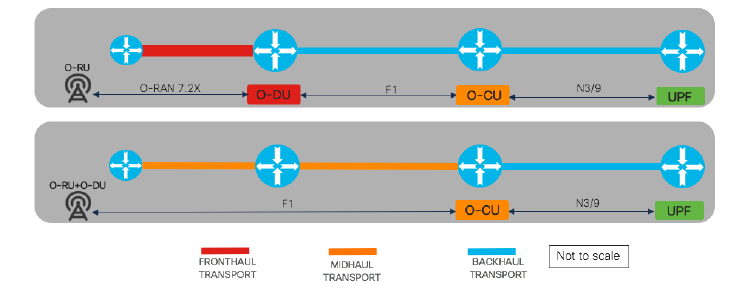 O-RU
O-RAN 7.2X
O-DU
F1
O-CU
N3/9
UPF
O-RU+O-DU
F1
O-CU
N3/9
UPF
FRONTHAUL
TRANSPORT
MIDHAUL
TRANSPORT
BACKHAUL
TRANSPORT
Not to scale